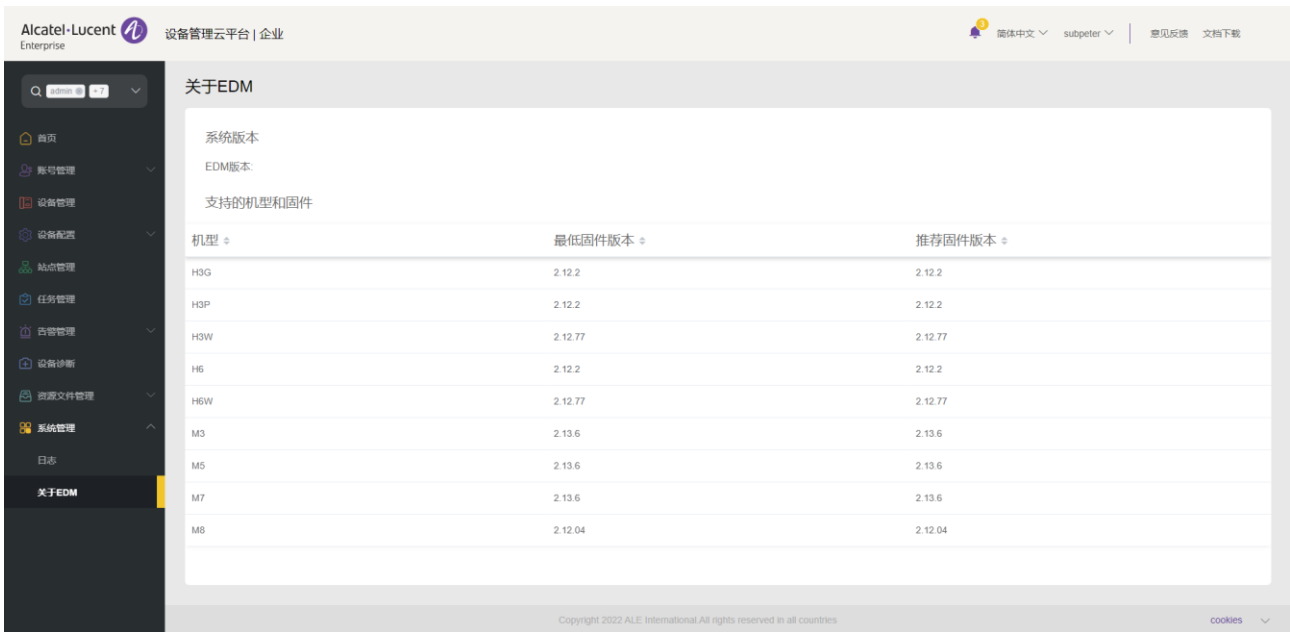 Alcatel·Lucent
Enterprise
设备管理云平台 | 企业
3
简体中文 subpeter 意见反馈 文档下载
admin + 7
首页
账号管理
设备管理
设备配置
站点管理
任务管理
告警管理
设备诊断
资源文件管理
系统管理
日志
关于EDM
关于EDM
系统版本
EDM版本:
支持的机型和固件
机型 最低固件版本 推荐固件版本
H3G 2.12.2 2.12.2
H3P 2.12.2 2.12.2
H3W 2.12.77 2.12.77
H6 2.12.2 2.12.2
H6W 2.12.77 2.12.77
M3 2.13.6 2.13.6
M5 2.13.6 2.13.6
M7 2.13.6 2.13.6
M8 2.12.04 2.12.04
Copyright 2022 ALE International.All rights reserved in all countries
cookies